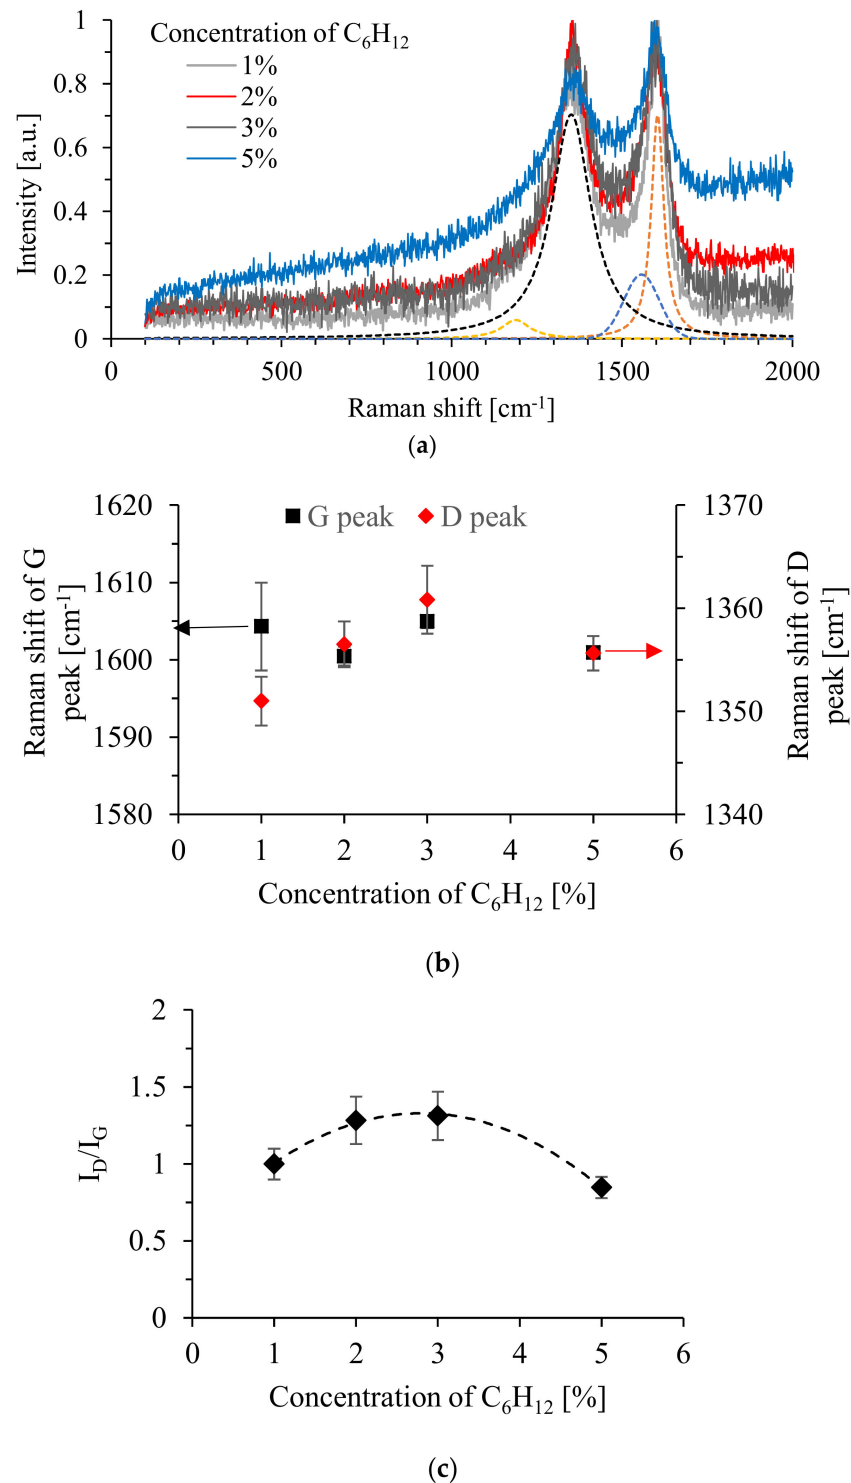 Concentration of C₆H₁₂
1%
2%
3%
5%
1
0.8
0.6
0.4
0.2
0
Intensity [a.u.]
0 500 1000 1500 2000
Raman shift [cm⁻¹]
(a)
G peak D peak
1620
1610
1600
1590
1580
Raman shift of G
peak [cm⁻¹]
1370
1360
1350
1340
Raman shift of D
peak [cm⁻¹]
0 1 2 3 4 5 6
Concentration of C₆H₁₂ [%]
(b)
2
1.5
1
0.5
0
I_D/I_G
0 1 2 3 4 5 6
Concentration of C₆H₁₂ [%]
(c)